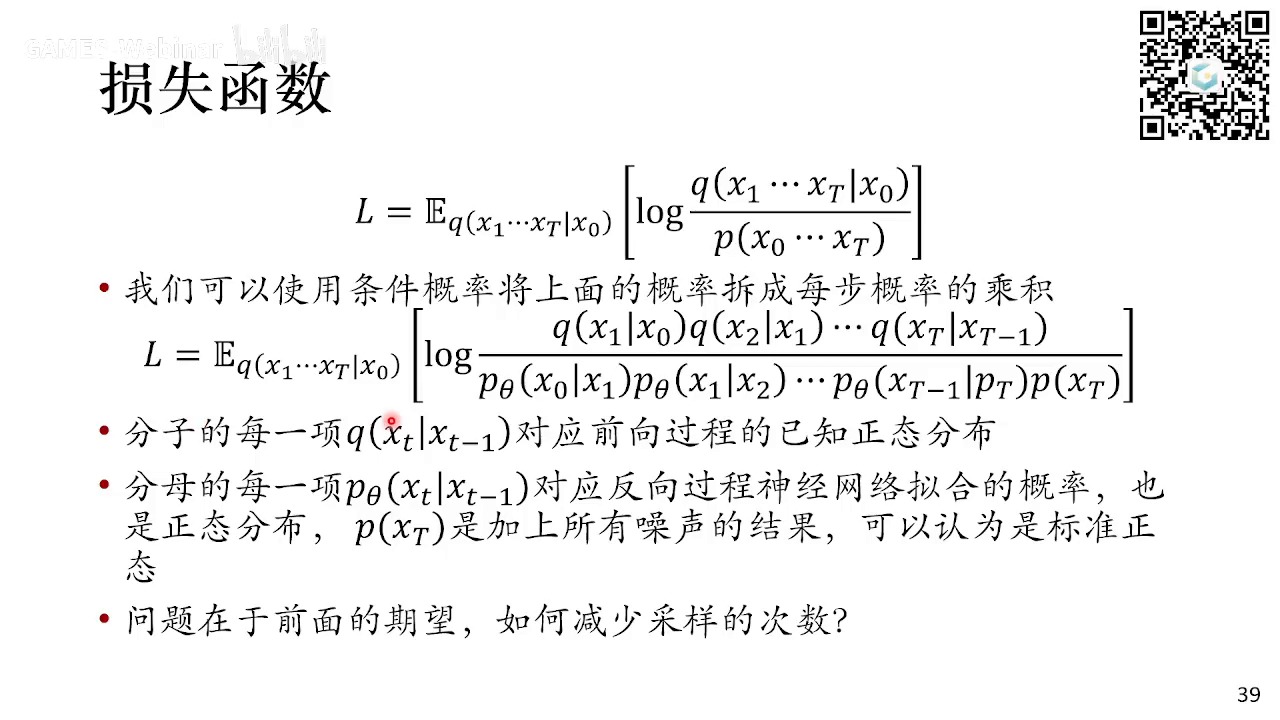 GAMES Webinar bilibili
损失函数
L = 𝔼_{q(x_1⋯x_T|x_0)} [log \frac{q(x_1 ⋯ x_T|x_0)}{p(x_0 ⋯ x_T)}]
• 我们可以使用条件概率将上面的概率拆成每步概率的乘积
L = 𝔼_{q(x_1⋯x_T|x_0)} [log \frac{q(x_1|x_0)q(x_2|x_1) ⋯ q(x_T|x_{T−1})}{p_θ(x_0|x_1)p_θ(x_1|x_2) ⋯ p_θ(x_{T−1}|p_T)p(x_T)}]
• 分子的每一项q(x_t|x_{t−1})对应前向过程的已知正态分布
• 分母的每一项p_θ(x_t|x_{t−1})对应反向过程神经网络拟合的概率，也
是正态分布， p(x_T)是加上所有噪声的结果，可以认为是标准正
态
• 问题在于前面的期望，如何减少采样的次数？
39